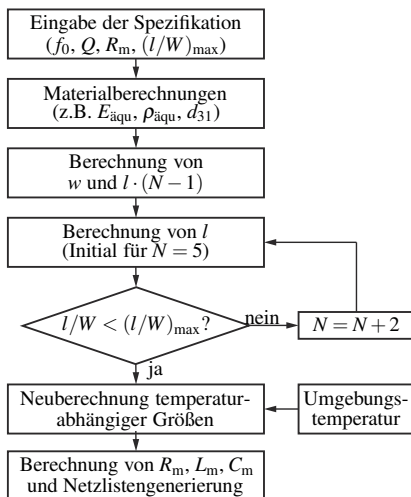 Eingabe der Spezifikation
(f₀, Q, Rₘ, (l/W)ₘₐₓ)
Materialberechnungen
(z.B. E_äqu, ρ_äqu, d₃₁)
Berechnung von
w und l·(N−1)
Berechnung von l
(Initial für N = 5)
l/W < (l/W)ₘₐₓ?
nein
N = N+2
ja
Neuberechnung temperatur-
abhängiger Größen
Umgebungs-
temperatur
Berechnung von Rₘ, Lₘ, Cₘ
und Netzlistengenerierung